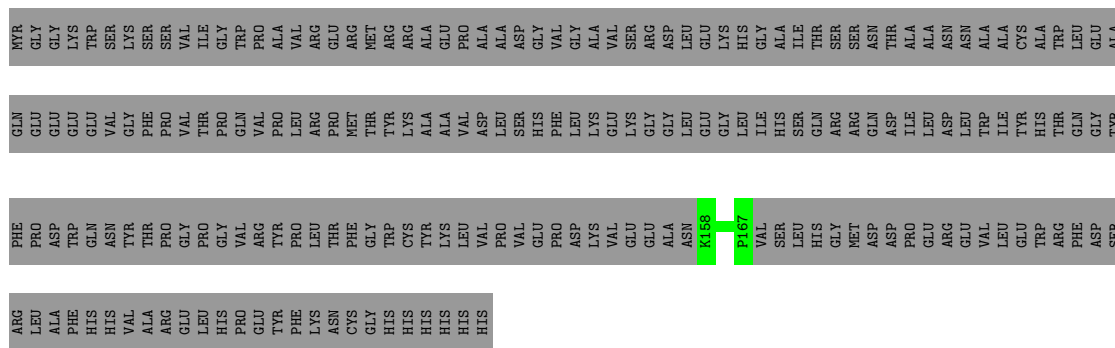 MYR GLY GLY LYS TRP SER LYS SER SER VAL ILE GLY TRP PRO ALA VAL ARG GLU ARG MET ARG ARG ALA GLU PRO ALA ALA ASP GLY VAL GLY ALA VAL SER ARG ASP LEU GLU LYS HIS GLY ALA ILE THR SER SER ASN THR ALA ALA ASN ASN ALA ALA CYS ALA TRP LEU GLU ALA
GLN GLU GLU GLU GLU VAL GLY PHE PRO VAL THR PRO GLN VAL PRO LEU ARG PRO MET THR TYR LYS ALA ALA VAL ASP LEU SER HIS PHE LEU LYS GLU LYS GLY GLY LEU GLU GLY LEU ILE HIS SER GLN ARG ARG GLN ASP ILE LEU ASP LEU TRP ILE TYR HIS THR GLN GLY TYR
PHE PRO ASP TRP GLN ASN TYR THR PRO GLY PRO GLY VAL ARG TYR PRO LEU THR PHE GLY TRP CYS TYR LYS LEU VAL PRO VAL GLU PRO ASP LYS VAL GLU GLU ALA ASN K158 P167 VAL SER LEU HIS GLY MET ASP ASP PRO GLU ARG GLU VAL LEU GLU TRP ARG PHE ASP SER
ARG LEU ALA PHE HIS HIS VAL ALA ARG GLU LEU HIS PRO GLU TYR PHE LYS ASN CYS GLY HIS HIS HIS HIS HIS HIS